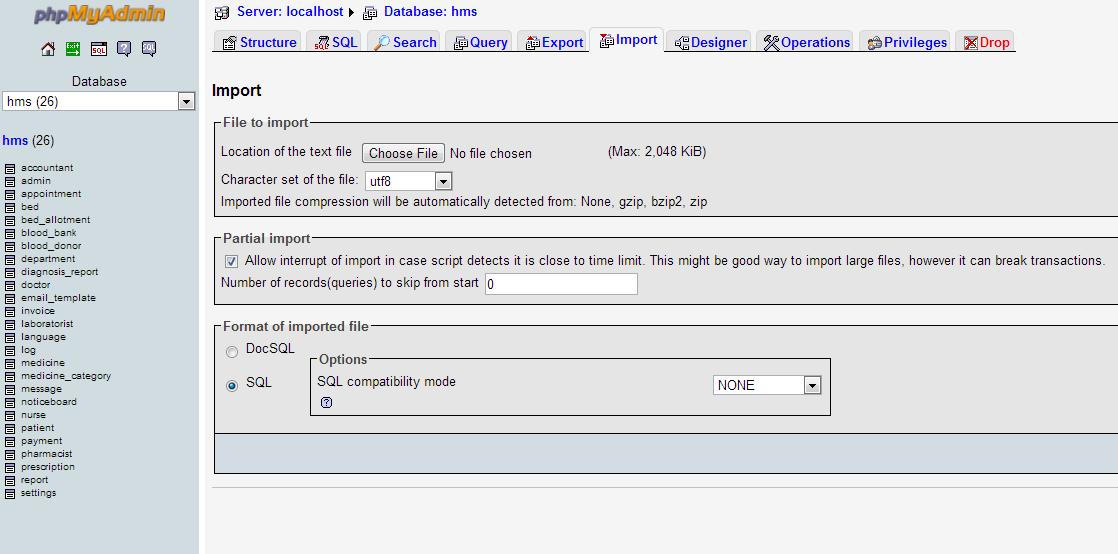 phpMyAdmin
Database
hms (26)
hms (26)
accountant
admin
appointment
bed
bed_allotment
blood_bank
blood_donor
department
diagnosis_report
doctor
email_template
invoice
laboratorist
language
log
medicine
medicine_category
message
noticeboard
nurse
patient
payment
pharmacist
prescription
report
settings
Server: localhost Database: hms
Structure SQL Search Query Export Import Designer Operations Privileges Drop
Import
File to import
Location of the text file Choose File No file chosen (Max: 2,048 KiB)
Character set of the file: utf8
Imported file compression will be automatically detected from: None, gzip, bzip2, zip
Partial import
Allow interrupt of import in case script detects it is close to time limit. This might be good way to import large files, however it can break transactions.
Number of records(queries) to skip from start 0
Format of imported file
DocSQL
SQL
Options
SQL compatibility mode NONE